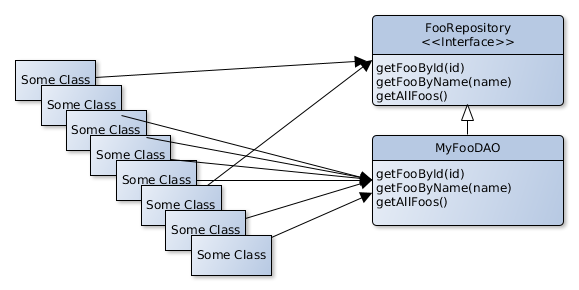 FooRepository
<<Interface>>
getFooById(id)
getFooByName(name)
getAllFoos()
Some Class
Some Class
Some Class
Some Class
Some Class
Some Class
Some Class
Some Class
MyFooDAO
getFooById(id)
getFooByName(name)
getAllFoos()